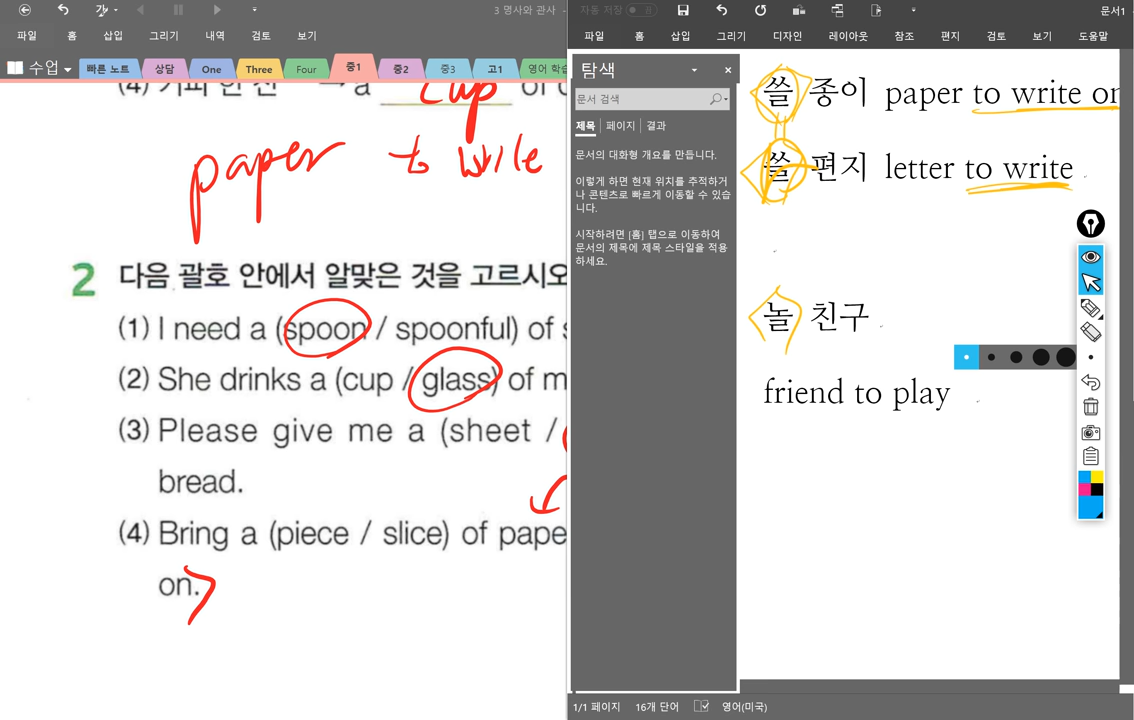 3 명사와 관사
파일 홈 삽입 그리기 내역 검토 보기
수업 빠른 노트 상담 One Two Three Four 중1 중2 중3 고1 영어 학습
a cup of
paper to write
2 다음 괄호 안에서 알맞은 것을 고르시오
(1) I need a (spoon / spoonful) of
(2) She drinks a (cup / glass) of
(3) Please give me a (sheet /
bread.
(4) Bring a (piece / slice) of
on.
자동 저장 문서1
파일 홈 삽입 그리기 디자인 레이아웃 참조 편지 검토 보기 도움말
탐색
문서 검색
제목 페이지 결과
문서의 대화형 개요를 만듭니다.
이렇게 하면 현재 위치를 추적하거
나 콘텐츠로 빠르게 이동할 수 있습
니다.
시작하려면 [홈] 탭으로 이동하여
문서의 제목에 제목 스타일을 적용
하세요.
쓸 종이 paper to write on
쓸 편지 letter to write
놀 친구
friend to play
1/1 페이지 16개 단어 영어(미국)